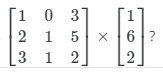 [1 0 3] × [1] ?
[2 1 5] [6]
[3 1 2] [2]